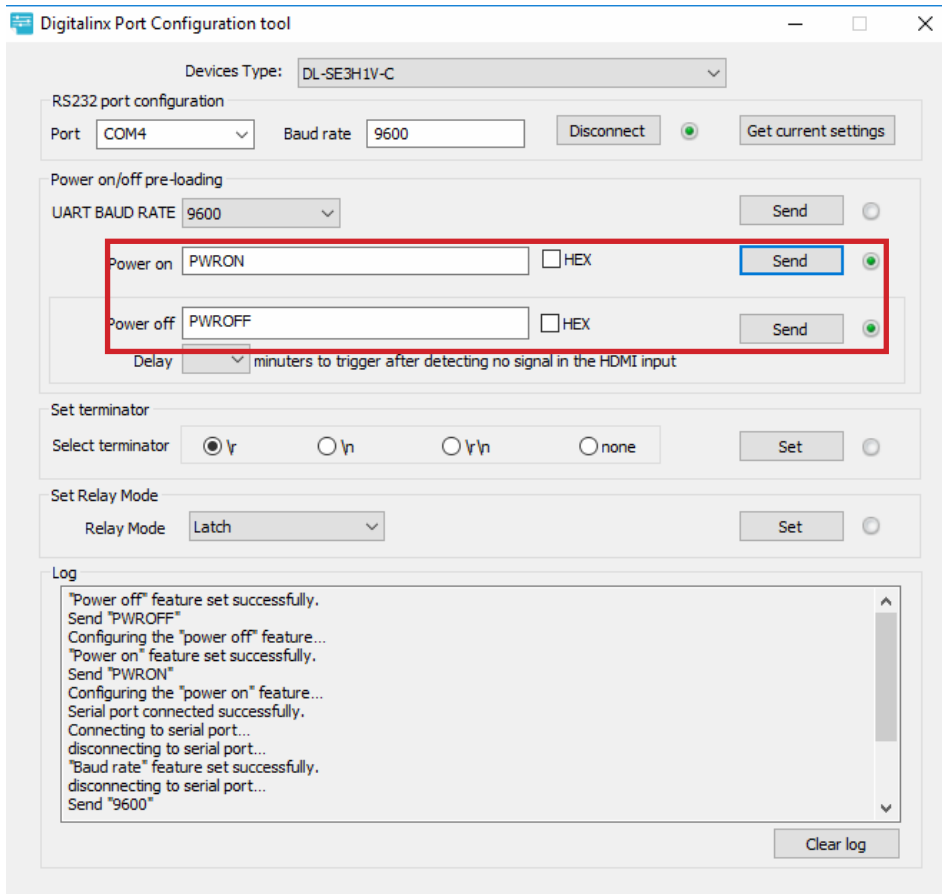 Digitalinx Port Configuration tool
Devices Type: DL-SE3H1V-C
RS232 port configuration
Port COM4 Baud rate 9600 Disconnect Get current settings
Power on/off pre-loading
UART BAUD RATE 9600 Send
Power on PWRON HEX Send
Power off PWROFF HEX Send
Delay minuters to trigger after detecting no signal in the HDMI input
Set terminator
Select terminator \r \n \r\n none Set
Set Relay Mode
Relay Mode Latch Set
Log
"Power off" feature set successfully.
Send "PWROFF"
Configuring the "power off" feature...
"Power on" feature set successfully.
Send "PWRON"
Configuring the "power on" feature...
Serial port connected successfully.
Connecting to serial port...
disconnecting to serial port...
"Baud rate" feature set successfully.
disconnecting to serial port...
Send "9600"
Clear log